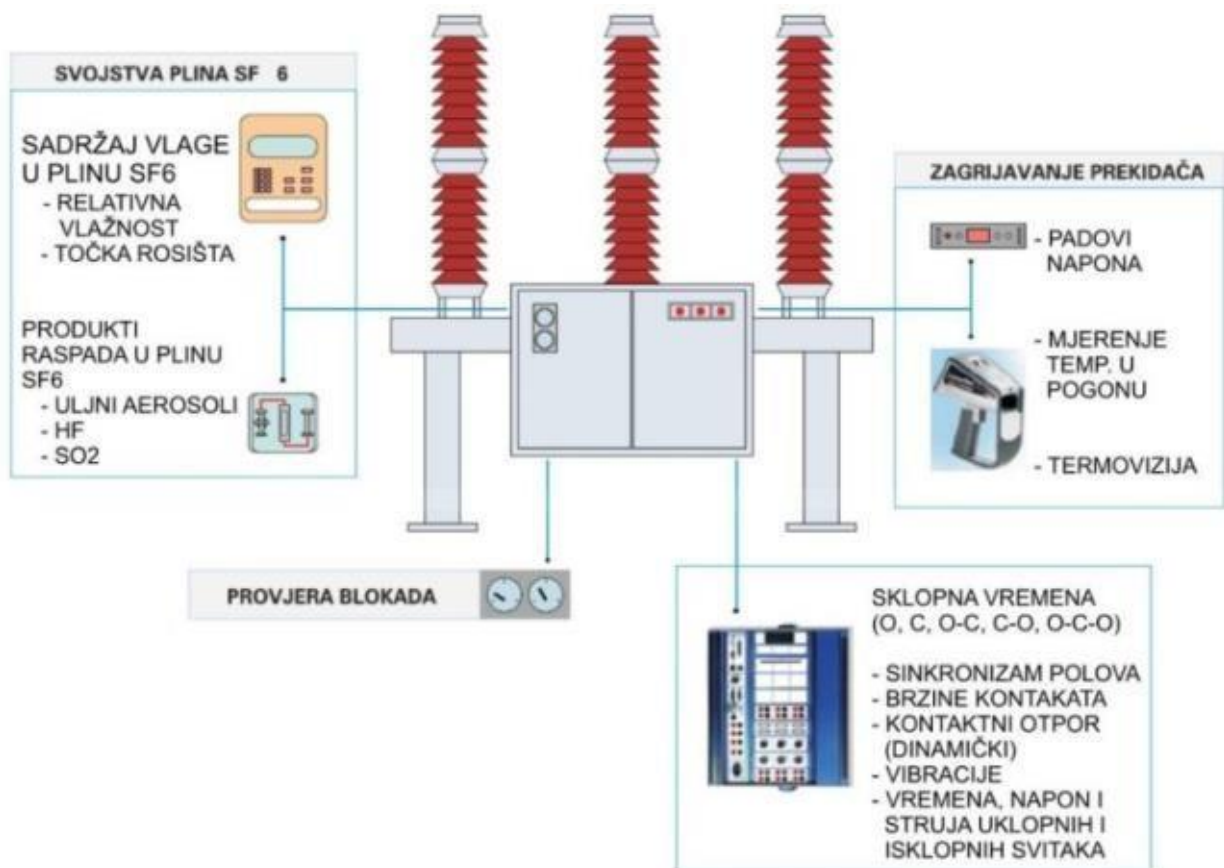 SVOJSTVA PLINA SF 6
SADRŽAJ VLAGE
U PLINU SF6
- RELATIVNA
VLAŽNOST
- TOČKA ROSIŠTA
PRODUKTI
RASPADA U PLINU
SF6
- ULJNI AEROSOLI
- HF
- SO2
ZAGRIJAVANJE PREKIDAČA
- PADOVI
NAPONA
- MJERENJE
TEMP. U
POGONU
- TERMOVIZIJA
PROVJERA BLOKADA
SKLOPNA VREMENA
(O, C, O-C, C-O, O-C-O)
- SINKRONIZAM POLOVA
- BRZINE KONTAKATA
- KONTAKTNI OTPOR
(DINAMIČKI)
- VIBRACIJE
- VREMENA, NAPON I
STRUJA UKLOPNIH I
ISKLOPNIH SVITAKA